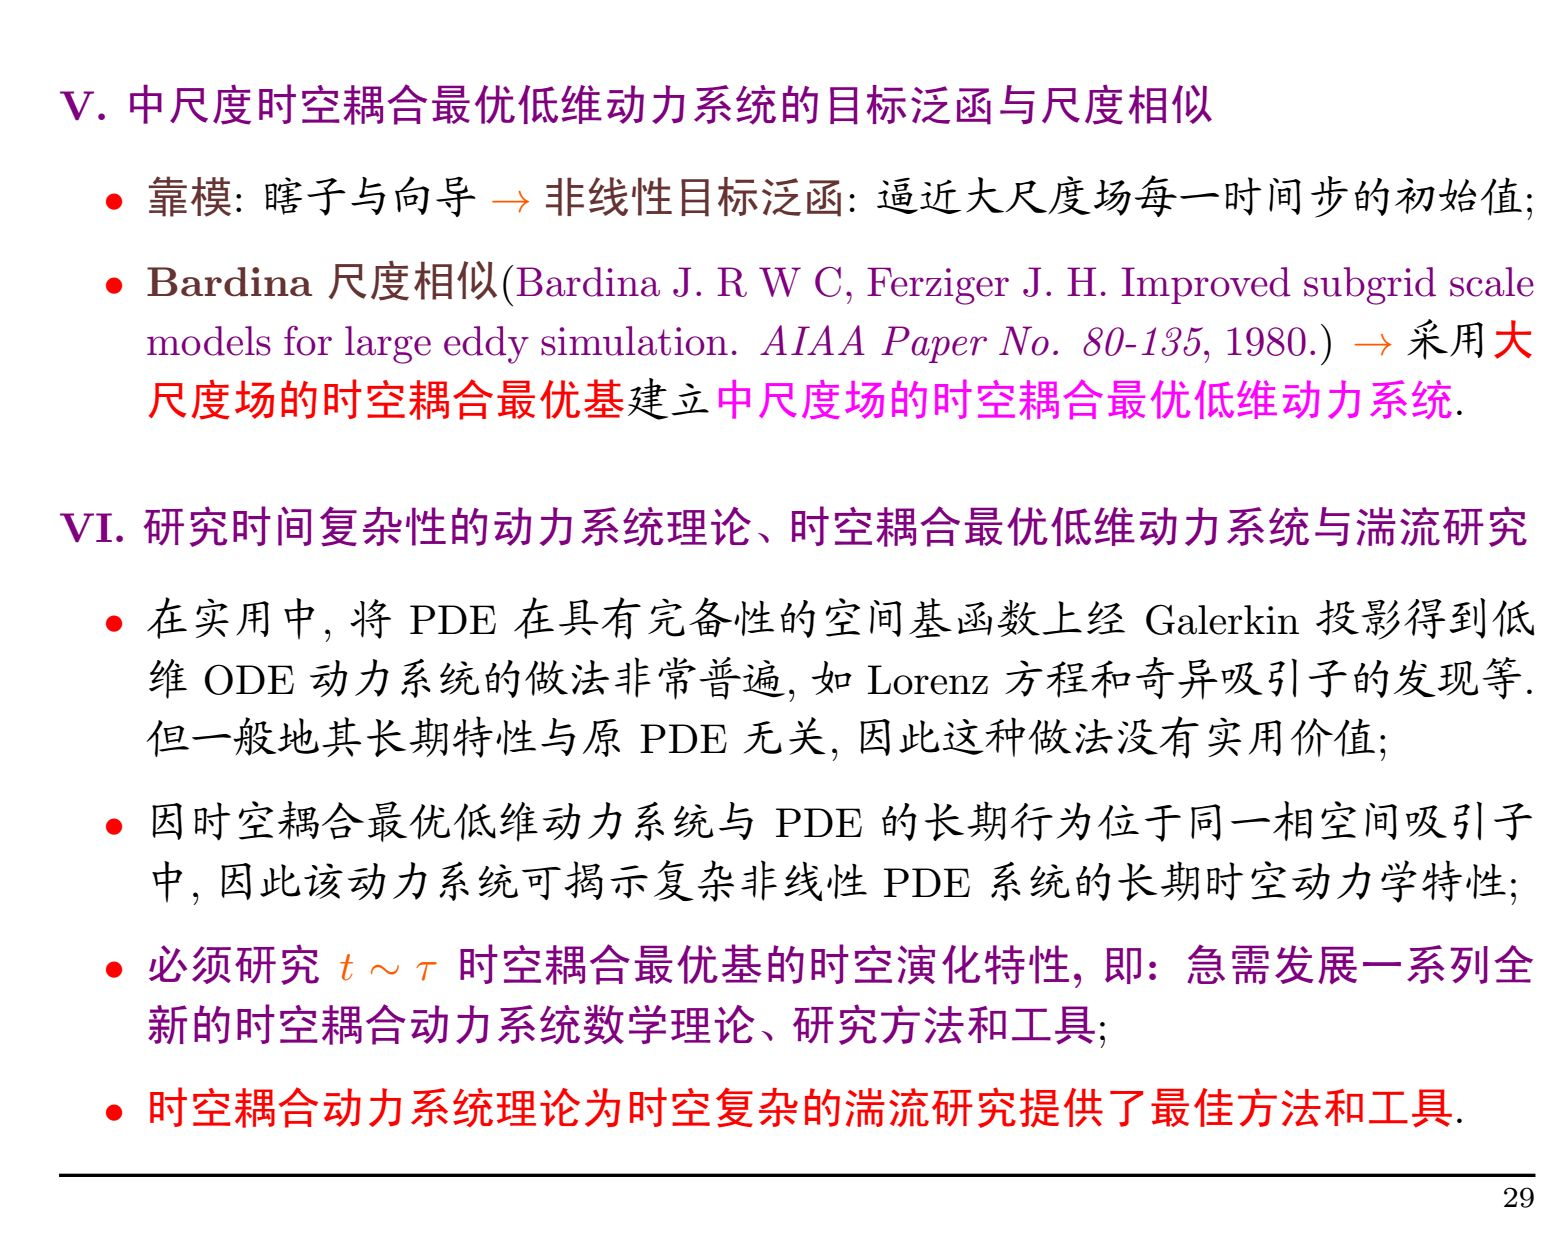 V. 中尺度时空耦合最优低维动力系统的目标泛函与尺度相似
• 靠模: 瞎子与向导 → 非线性目标泛函: 逼近大尺度场每一时间步的初始值;
• Bardina 尺度相似(Bardina J. R W C, Ferziger J. H. Improved subgrid scale
models for large eddy simulation. AIAA Paper No. 80-135, 1980.) → 采用大
尺度场的时空耦合最优基建立中尺度场的时空耦合最优低维动力系统.
VI. 研究时间复杂性的动力系统理论、时空耦合最优低维动力系统与湍流研究
• 在实用中, 将 PDE 在具有完备性的空间基函数上经 Galerkin 投影得到低
维 ODE 动力系统的做法非常普遍, 如 Lorenz 方程和奇异吸引子的发现等.
但一般地其长期特性与原 PDE 无关, 因此这种做法没有实用价值;
• 因时空耦合最优低维动力系统与 PDE 的长期行为位于同一相空间吸引子
中, 因此该动力系统可揭示复杂非线性 PDE 系统的长期时空动力学特性;
• 必须研究 t ∼ τ 时空耦合最优基的时空演化特性, 即: 急需发展一系列全
新的时空耦合动力系统数学理论、研究方法和工具;
• 时空耦合动力系统理论为时空复杂的湍流研究提供了最佳方法和工具.
29